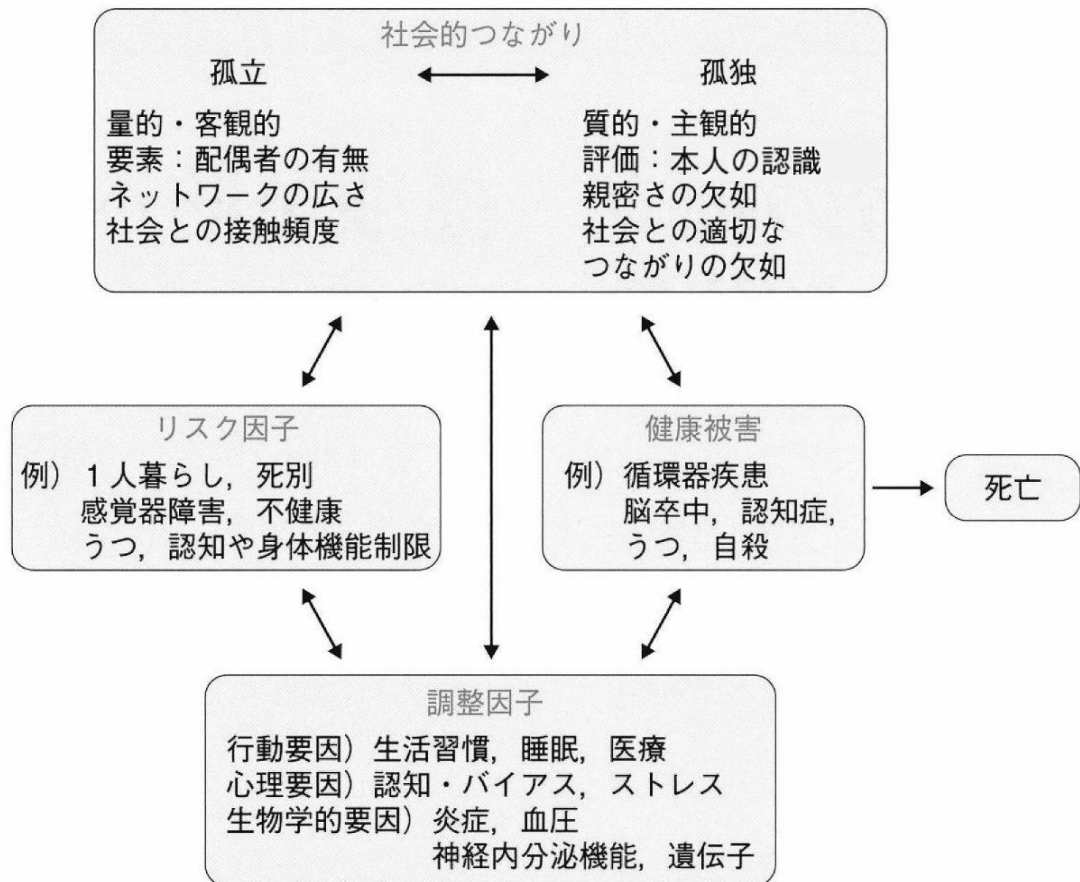 社会的つながり
孤立
量的・客観的
要素：配偶者の有無
ネットワークの広さ
社会との接触頻度
孤独
質的・主観的
評価：本人の認識
親密さの欠如
社会との適切な
つながりの欠如
リスク因子
例）1人暮らし，死別
感覚器障害，不健康
うつ，認知や身体機能制限
健康被害
例）循環器疾患
脳卒中，認知症，
うつ，自殺
死亡
調整因子
行動要因）生活習慣，睡眠，医療
心理要因）認知・バイアス，ストレス
生物学的要因）炎症，血圧
神経内分泌機能，遺伝子